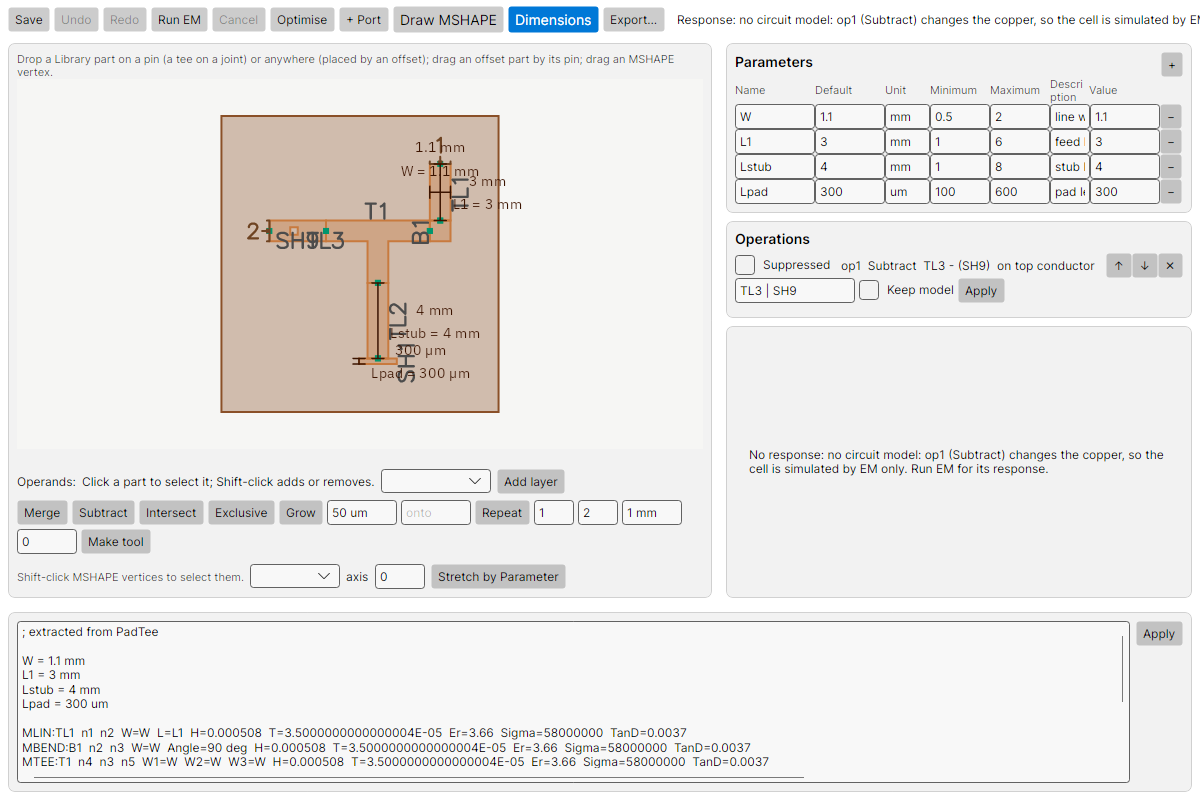 Save Undo Redo Run EM Cancel Optimise + Port Draw MSHAPE Dimensions Export... Response: no circuit model: op1 (Subtract) changes the copper, so the cell is simulated by EM
Drop a Library part on a pin (a tee on a joint) or anywhere (placed by an offset); drag an offset part by its pin; drag an MSHAPE
vertex.
1
1.1 mm
W = 1.1 mm
3 mm
TL1
L1 = 3 mm
T1
2
SH9
TL3
B1
TL2
4 mm
Lstub = 4 mm
300 µm
SH1
Lpad = 300 µm
Operands: Click a part to select it; Shift-click adds or removes. Add layer
Merge Subtract Intersect Exclusive Grow 50 um onto Repeat 1 2 1 mm
0 Make tool
Shift-click MSHAPE vertices to select them. axis 0 Stretch by Parameter
Parameters +
Name Default Unit Minimum Maximum Descri
ption Value
W 1.1 mm 0.5 2 line w 1.1 −
L1 3 mm 1 6 feed 3 −
Lstub 4 mm 1 8 stub 4 −
Lpad 300 um 100 600 pad 300 −
Operations
Suppressed op1 Subtract TL3 - (SH9) on top conductor ↑ ↓ ×
TL3 | SH9 Keep model Apply
No response: no circuit model: op1 (Subtract) changes the copper, so the
cell is simulated by EM only. Run EM for its response.
; extracted from PadTee
W = 1.1 mm
L1 = 3 mm
Lstub = 4 mm
Lpad = 300 um
MLIN:TL1 n1 n2 W=W L=L1 H=0.000508 T=3.5000000000000004E-05 Er=3.66 Sigma=58000000 TanD=0.0037
MBEND:B1 n2 n3 W=W Angle=90 deg H=0.000508 T=3.5000000000000004E-05 Er=3.66 Sigma=58000000 TanD=0.0037
MTEE:T1 n4 n3 n5 W1=W W2=W W3=W H=0.000508 T=3.5000000000000004E-05 Er=3.66 Sigma=58000000 TanD=0.0037
Apply